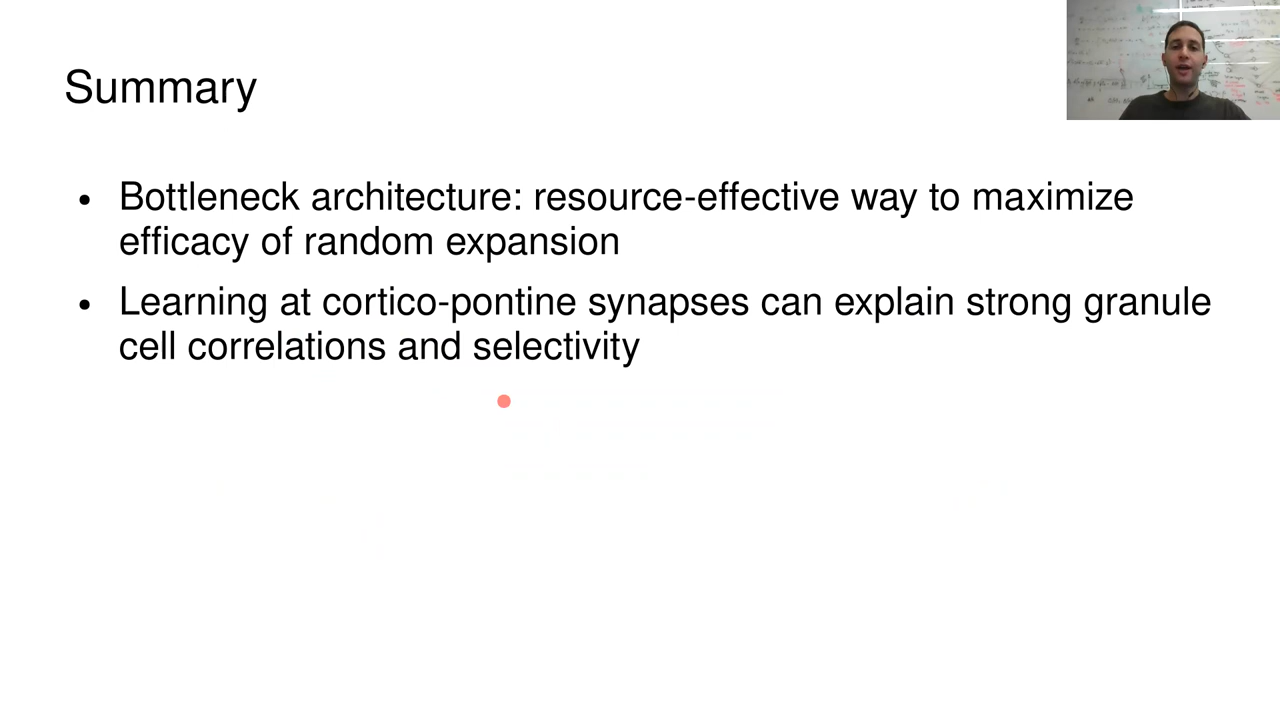 Summary
• Bottleneck architecture: resource-effective way to maximize
efficacy of random expansion
• Learning at cortico-pontine synapses can explain strong granule
cell correlations and selectivity